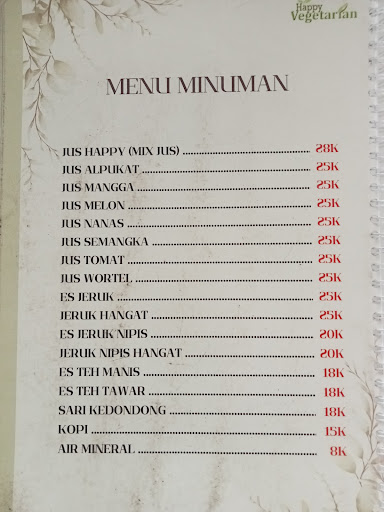 Happy
Vegetarian
MENU MINUMAN
JUS HAPPY (MIX JUS) 28K
JUS ALPUKAT 25K
JUS MANGGA 25K
JUS MELON 25K
JUS NANAS 25K
JUS SEMANGKA 25K
JUS TOMAT 25K
JUS WORTEL 25K
ES JERUK 25K
JERUK HANGAT 25K
ES JERUK NIPIS 20K
JERUK NIPIS HANGAT 20K
ES TEH MANIS 18K
ES TEH TAWAR 18K
SARI KEDONDONG 18K
KOPI 15K
AIR MINERAL 8K